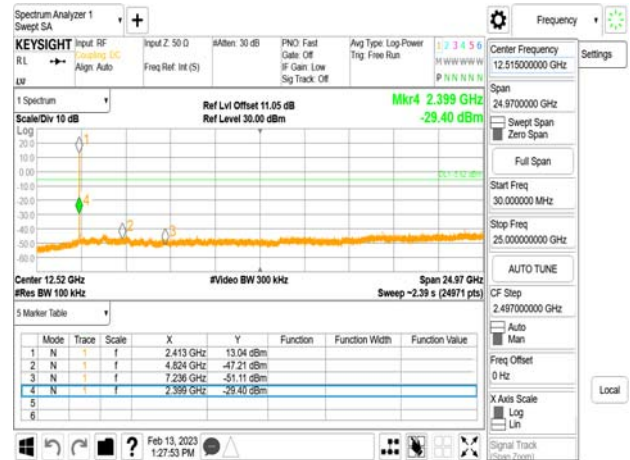 Spectrum Analyzer 1
Swept SA
Frequency
KEYSIGHT
RL
Input: RF
Coupling: DC
Align: Auto
Input Z: 50 Ω
Freq Ref: Int (S)
#Atten: 30 dB
PNO: Fast
Gate: Off
IF Gain: Low
Sig Track: Off
Avg Type: Log-Power
Trig: Free Run
1 2 3 4 5 6
M W W W W W
P N N N N N
Center Frequency
12.515000000 GHz
Settings
Span
24.9700000 GHz
Swept Span
Zero Span
Full Span
Start Freq
30.000000 MHz
Stop Freq
25.000000000 GHz
AUTO TUNE
CF Step
2.497000000 GHz
Auto
Man
Freq Offset
0 Hz
X Axis Scale
Log
Lin
Signal Track
(Span Zoom)
Local
1 Spectrum
Scale/Div 10 dB
Ref Lvl Offset 11.05 dB
Ref Level 30.00 dBm
Mkr4 2.399 GHz
-29.40 dBm
Log
20.0
10.0
0.00
-10.0
-20.0
-30.0
-40.0
-50.0
-60.0
1
4
2
3
Center 12.52 GHz
#Res BW 100 kHz
#Video BW 300 kHz
Span 24.97 GHz
Sweep ~2.39 s (24971 pts)
5 Marker Table
Mode Trace Scale X Y Function Function Width Function Value
1 N 1 f 2.413 GHz 13.04 dBm
2 N 1 f 4.824 GHz -47.21 dBm
3 N 1 f 7.236 GHz -51.11 dBm
4 N 1 f 2.399 GHz -29.40 dBm
5
6
?
Feb 13, 2023
1:27:53 PM